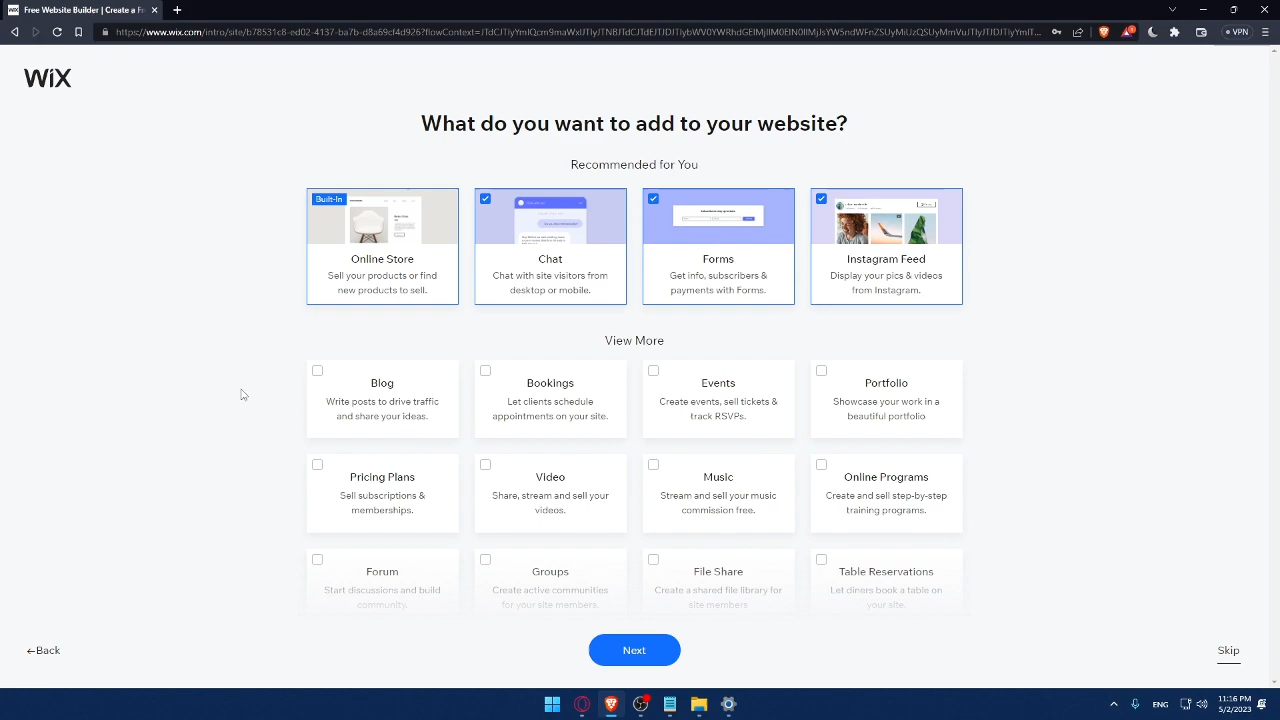 Free Website Builder | Create a Fr
https://www.wix.com/intro/site/
WiX
What do you want to add to your website?
Recommended for You
Built-In
Online Store
Sell your products or find
new products to sell.
Chat
Chat with site visitors from
desktop or mobile.
Forms
Get info, subscribers &
payments with Forms.
Instagram Feed
Display your pics & videos
from Instagram.
View More
Blog
Write posts to drive traffic
and share your ideas.
Bookings
Let clients schedule
appointments on your site.
Events
Create events, sell tickets &
track RSVPs.
Portfolio
Showcase your work in a
beautiful portfolio
Pricing Plans
Sell subscriptions &
memberships.
Video
Share, stream and sell your
videos.
Music
Stream and sell your music
commission free.
Online Programs
Create and sell step-by-step
training programs.
Forum
Start discussions and build
community.
Groups
Create active communities
for your site members.
File Share
Create a shared file library for
site members
Table Reservations
Let diners book a table on
your site.
←Back
Next
Skip
VPN
ENG
11:16 PM
5/2/2023